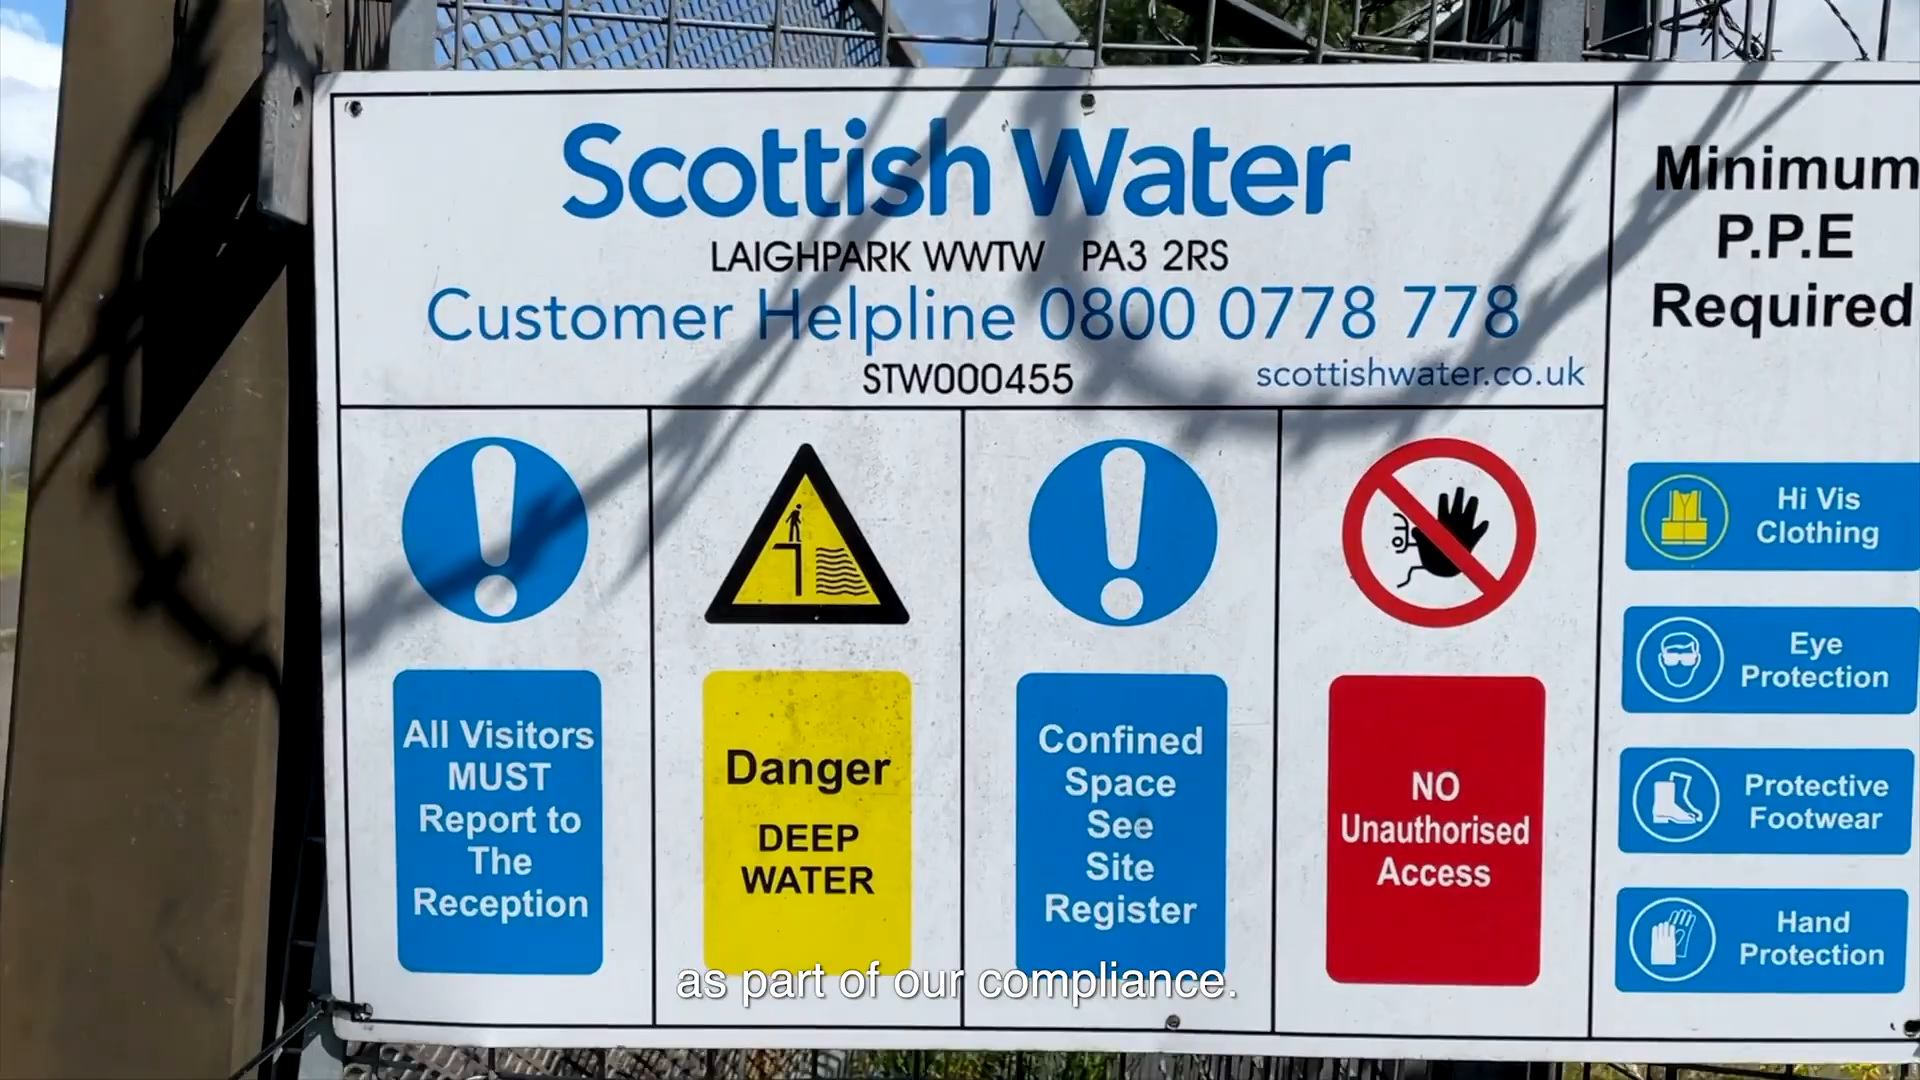 Scottish Water
LAIGHPARK WWTW PA3 2RS
Customer Helpline 0800 0778 778
STW000455
scottishwater.co.uk
All Visitors
MUST
Report to
The
Reception
Danger
DEEP
WATER
Confined
Space
See
Site
Register
NO
Unauthorised
Access
Minimum
P.P.E
Required
Hi Vis
Clothing
Eye
Protection
Protective
Footwear
Hand
Protection
as part of our compliance.